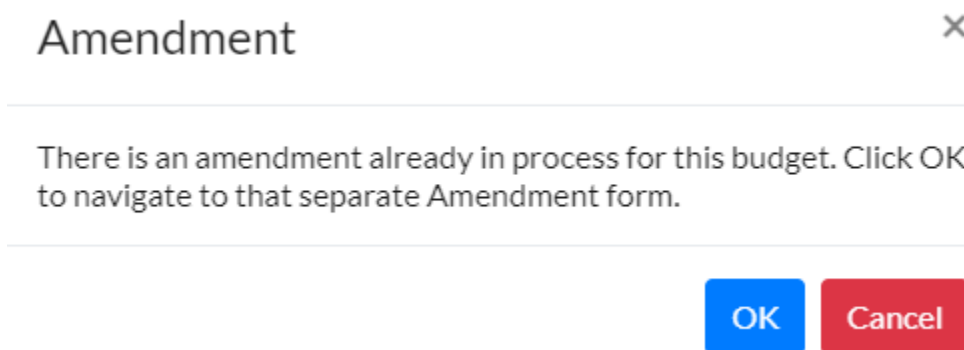 Amendment
×
There is an amendment already in process for this budget. Click OK
to navigate to that separate Amendment form.
OK Cancel